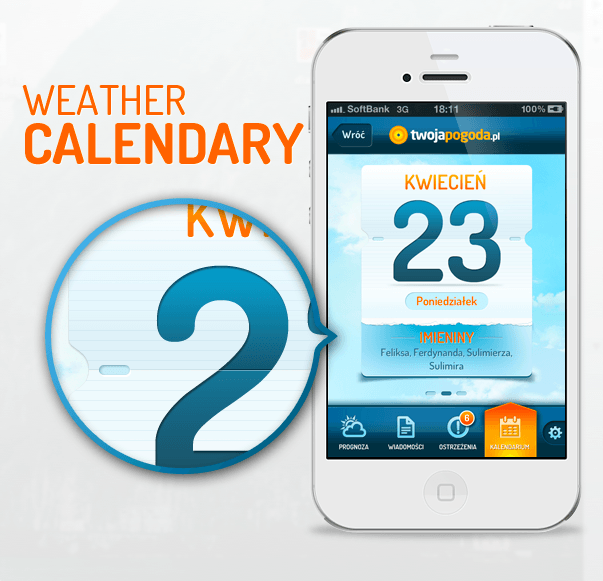 WEATHER
CALENDARY
SoftBank 3G 18:11 100%
Wróć twojapogoda.pl
KWIECIEŃ
23
Poniedziałek
IMIENINY
Feliksa, Ferdynanda, Sulimierza,
Sulimira
6
PROGNOZA WIADOMOŚCI OSTRZEŻENIA KALENDARIUM
KW
2